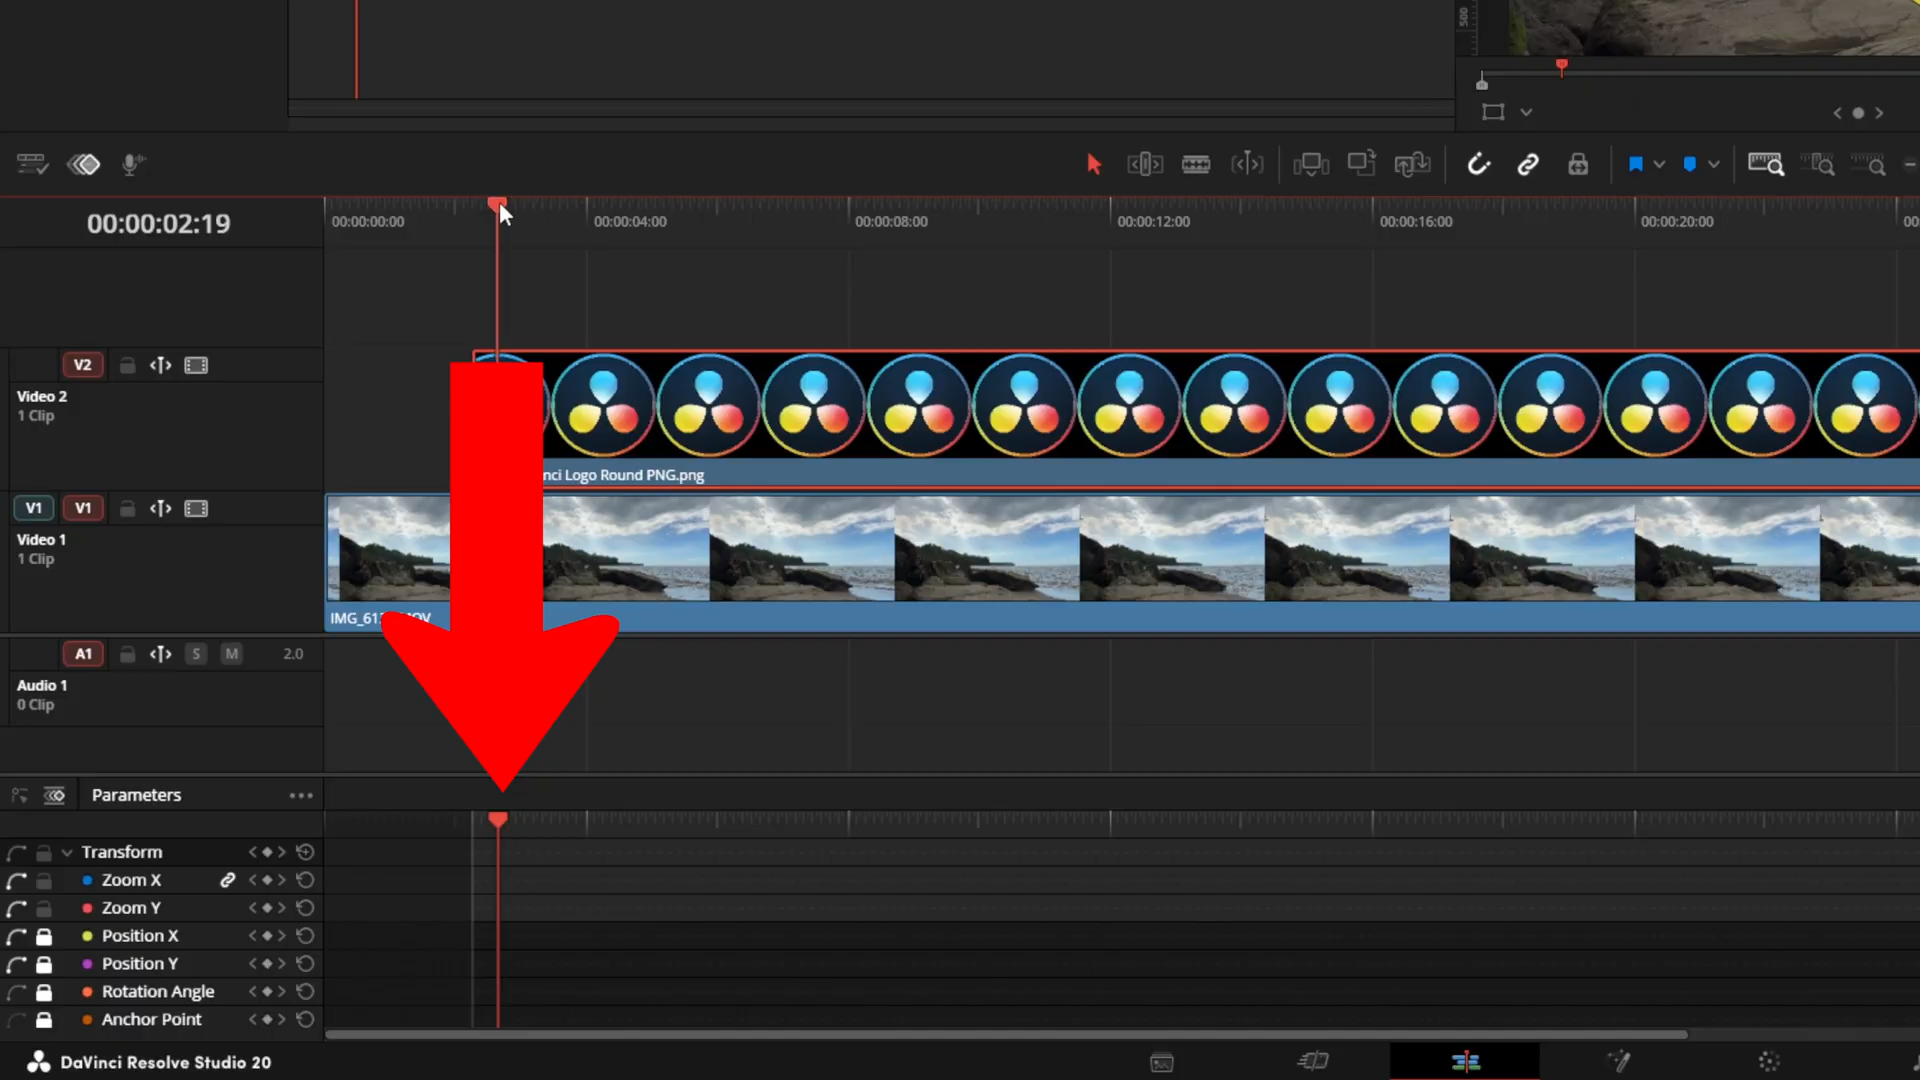 500
00:00:02:19
00:00:00:00
00:00:04:00
00:00:08:00
00:00:12:00
00:00:16:00
00:00:20:00
00
V2
Video 2
1 Clip
nci Logo Round PNG.png
V1
V1
Video 1
1 Clip
IMG_61
OV
A1
S
M
2.0
Audio 1
0 Clip
Parameters
Transform
Zoom X
Zoom Y
Position X
Position Y
Rotation Angle
Anchor Point
DaVinci Resolve Studio 20